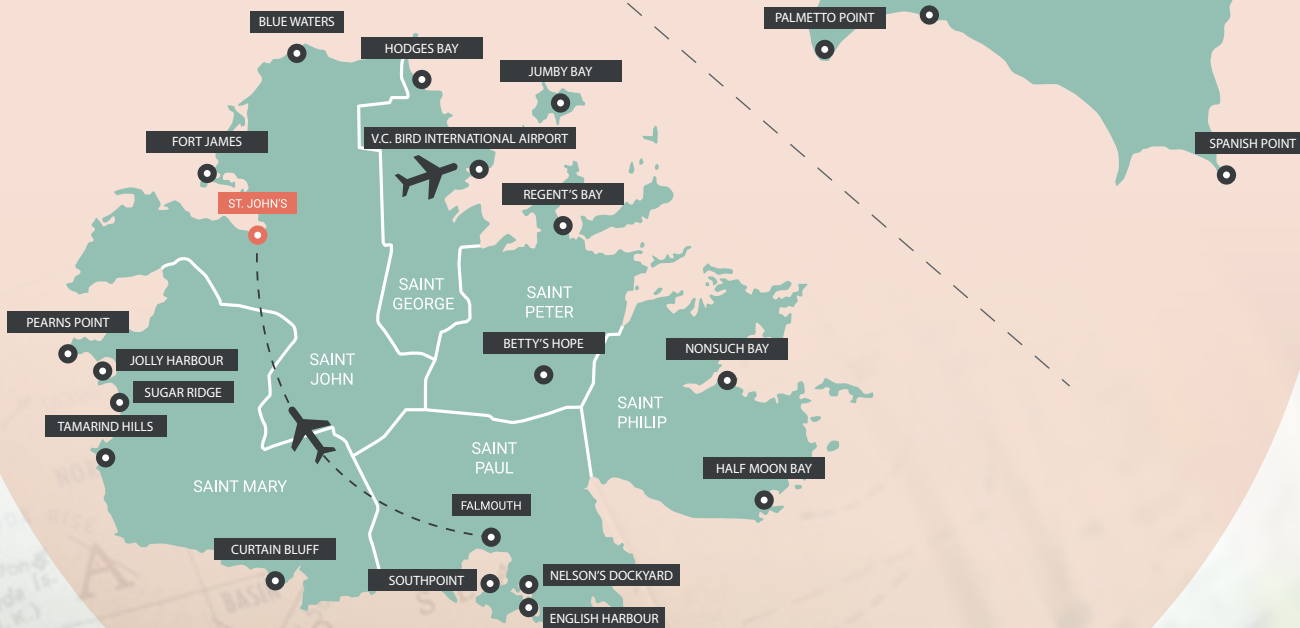 BLUE WATERS
PALMETTO POINT
HODGES BAY
JUMBY BAY
V.C. BIRD INTERNATIONAL AIRPORT
FORT JAMES
SPANISH POINT
REGENT'S BAY
ST. JOHN'S
SAINT
GEORGE
SAINT
PETER
PEARNS POINT
BETTY'S HOPE
NONSUCH BAY
JOLLY HARBOUR
SAINT
JOHN
SUGAR RIDGE
SAINT
PHILIP
TAMARIND HILLS
SAINT
PAUL
HALF MOON BAY
SAINT MARY
FALMOUTH
CURTAIN BLUFF
SOUTHPOINT
NELSON'S DOCKYARD
ENGLISH HARBOUR